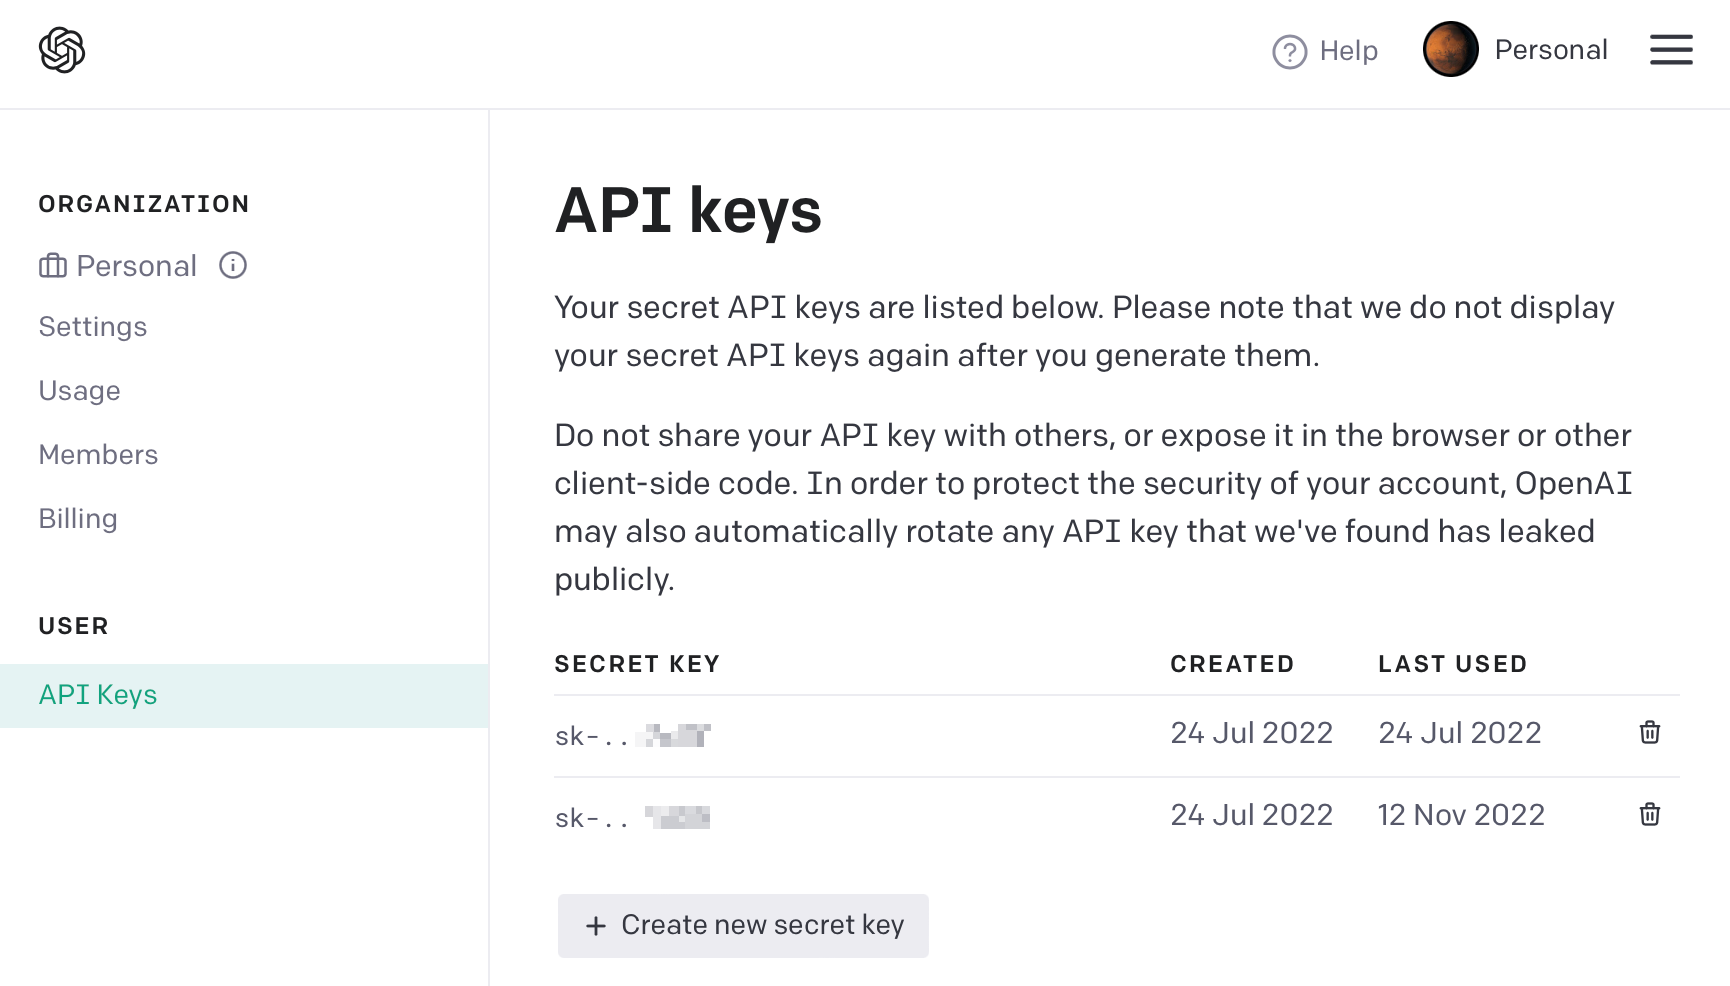 Help
Personal
ORGANIZATION
Personal
Settings
Usage
Members
Billing
USER
API Keys
API keys
Your secret API keys are listed below. Please note that we do not display
your secret API keys again after you generate them.
Do not share your API key with others, or expose it in the browser or other
client-side code. In order to protect the security of your account, OpenAI
may also automatically rotate any API key that we've found has leaked
publicly.
SECRET KEY CREATED LAST USED
sk-.. 24 Jul 2022 24 Jul 2022
sk-.. 24 Jul 2022 12 Nov 2022
+ Create new secret key